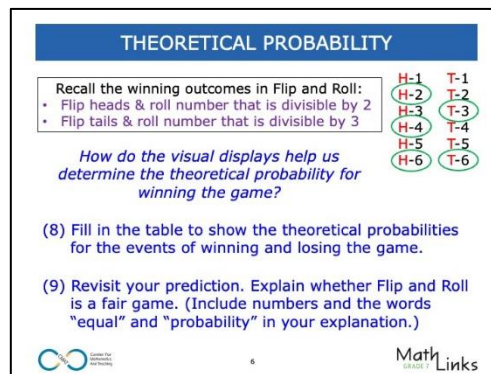 THEORETICAL PROBABILITY
Recall the winning outcomes in Flip and Roll:
• Flip heads & roll number that is divisible by 2
• Flip tails & roll number that is divisible by 3
H-1 T-1
H-2 T-2
H-3 T-3
H-4 T-4
H-5 T-5
H-6 T-6
How do the visual displays help us
determine the theoretical probability for
winning the game?
(8) Fill in the table to show the theoretical probabilities
for the events of winning and losing the game.
(9) Revisit your prediction. Explain whether Flip and Roll
is a fair game. (Include numbers and the words
“equal” and “probability” in your explanation.)
Center for
Mathematics
And Teaching
6
Math Links
GRADE 7